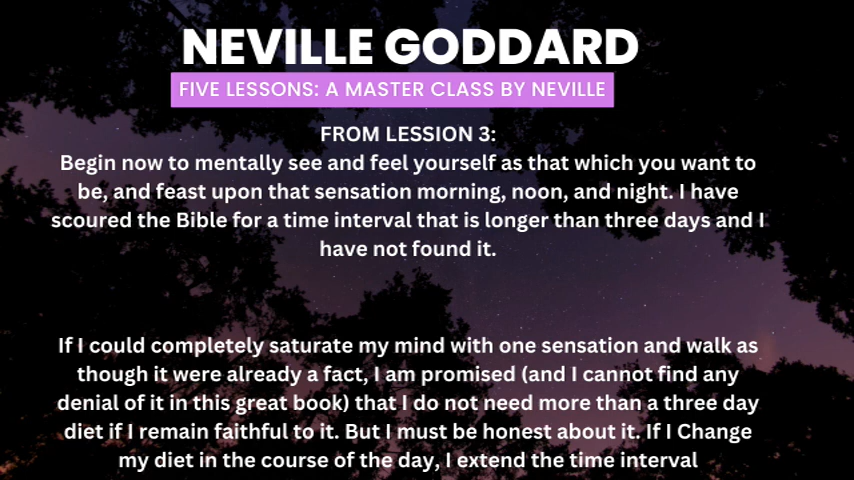 NEVILLE GODDARD
FIVE LESSONS: A MASTER CLASS BY NEVILLE
FROM LESSION 3:
Begin now to mentally see and feel yourself as that which you want to
be, and feast upon that sensation morning, noon, and night. I have
scoured the Bible for a time interval that is longer than three days and I
have not found it.
If I could completely saturate my mind with one sensation and walk as
though it were already a fact, I am promised (and I cannot find any
denial of it in this great book) that I do not need more than a three day
diet if I remain faithful to it. But I must be honest about it. If I Change
my diet in the course of the day, I extend the time interval